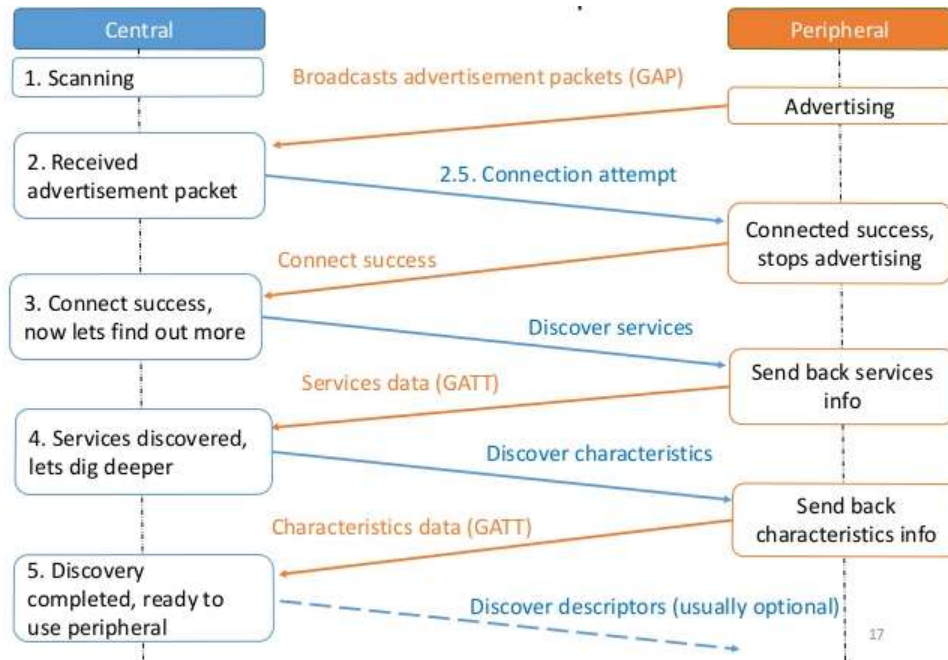 Central
Peripheral
1. Scanning
Broadcasts advertisement packets (GAP)
Advertising
2. Received
advertisement packet
2.5. Connection attempt
Connected success,
stops advertising
Connect success
3. Connect success,
now lets find out more
Discover services
Services data (GATT)
Send back services
info
4. Services discovered,
lets dig deeper
Discover characteristics
Send back
characteristics info
Characteristics data (GATT)
5. Discovery
completed, ready to
use peripheral
Discover descriptors (usually optional)
17